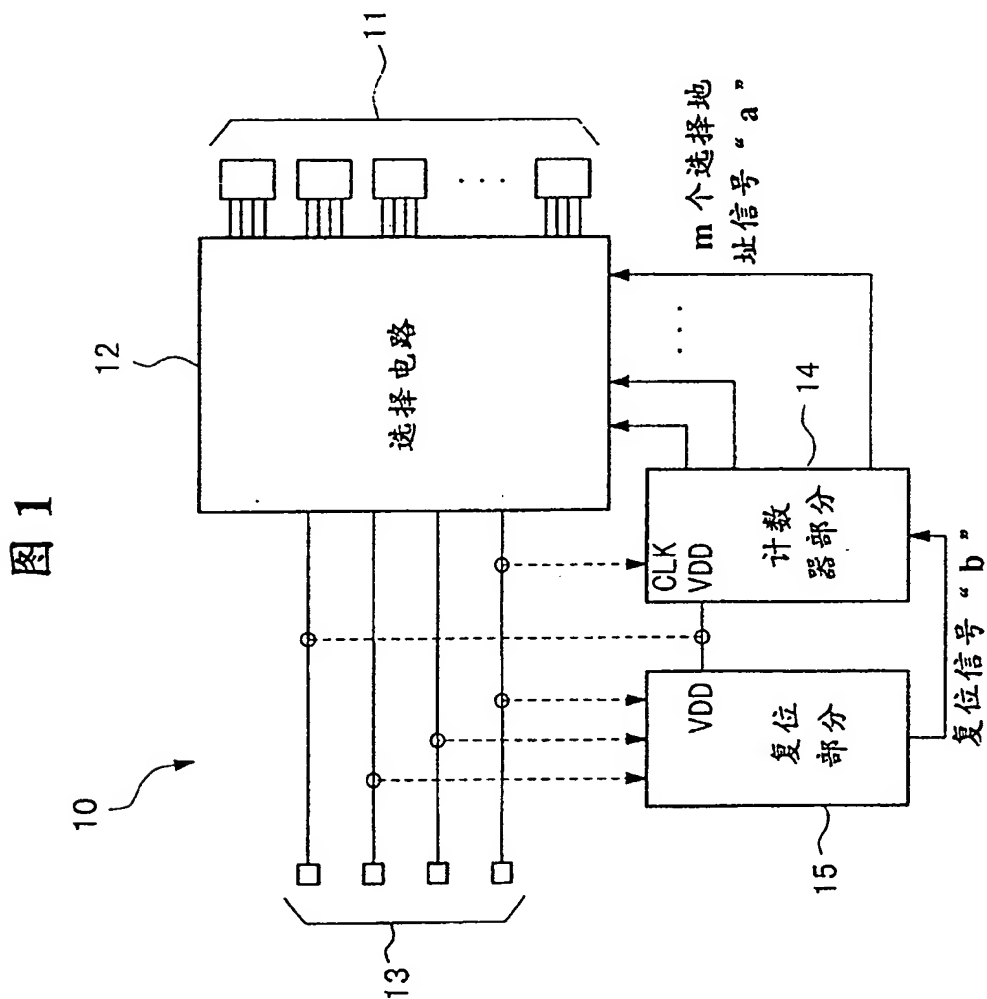 图 1
10
12
11
13
选择电路
m 个选择地
址信号“a”
. . .
. . .
CLK
VDD
计数
器部分
14
VDD
复位
部分
15
复位信号“b”